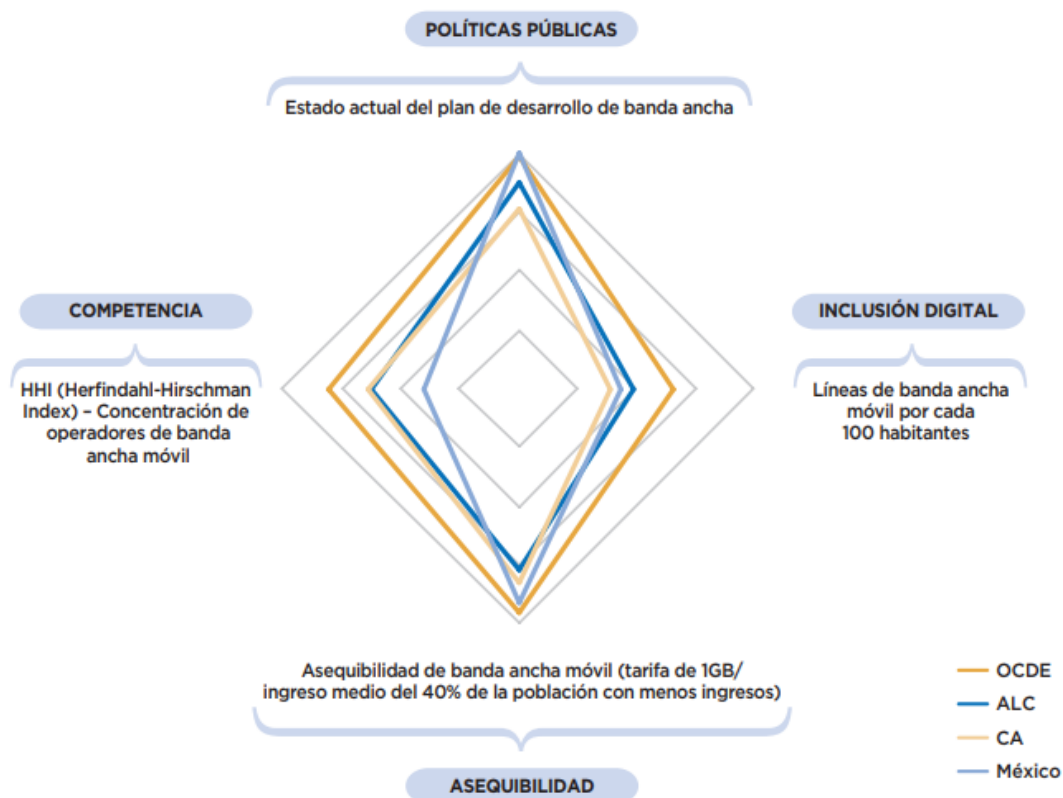 POLÍTICAS PÚBLICAS
Estado actual del plan de desarrollo de banda ancha
COMPETENCIA
HHI (Herfindahl-Hirschman
Index) – Concentración de
operadores de banda
ancha móvil
INCLUSIÓN DIGITAL
Líneas de banda ancha
móvil por cada
100 habitantes
Asequibilidad de banda ancha móvil (tarifa de 1GB/
ingreso medio del 40% de la población con menos ingresos)
ASEQUIBILIDAD
OCDE
ALC
CA
México